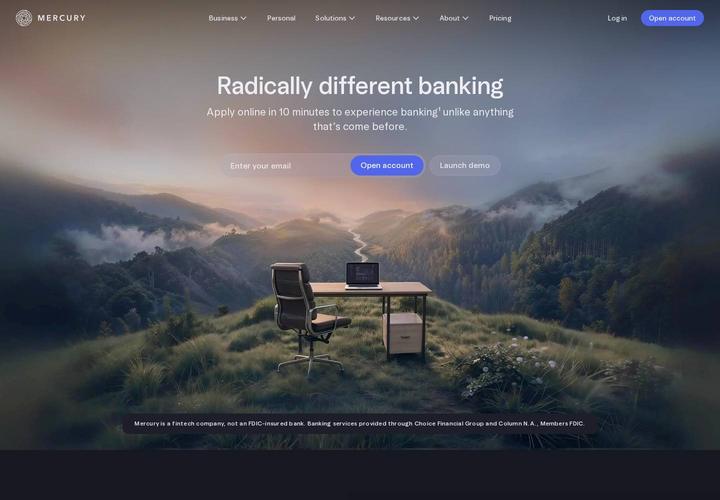 MERCURY
Business
Personal
Solutions
Resources
About
Pricing
Log in
Open account
Radically different banking
Apply online in 10 minutes to experience banking¹ unlike anything
that's come before.
Enter your email
Open account
Launch demo
Mercury is a fintech company, not an FDIC-insured bank. Banking services provided through Choice Financial Group and Column N.A., Members FDIC.